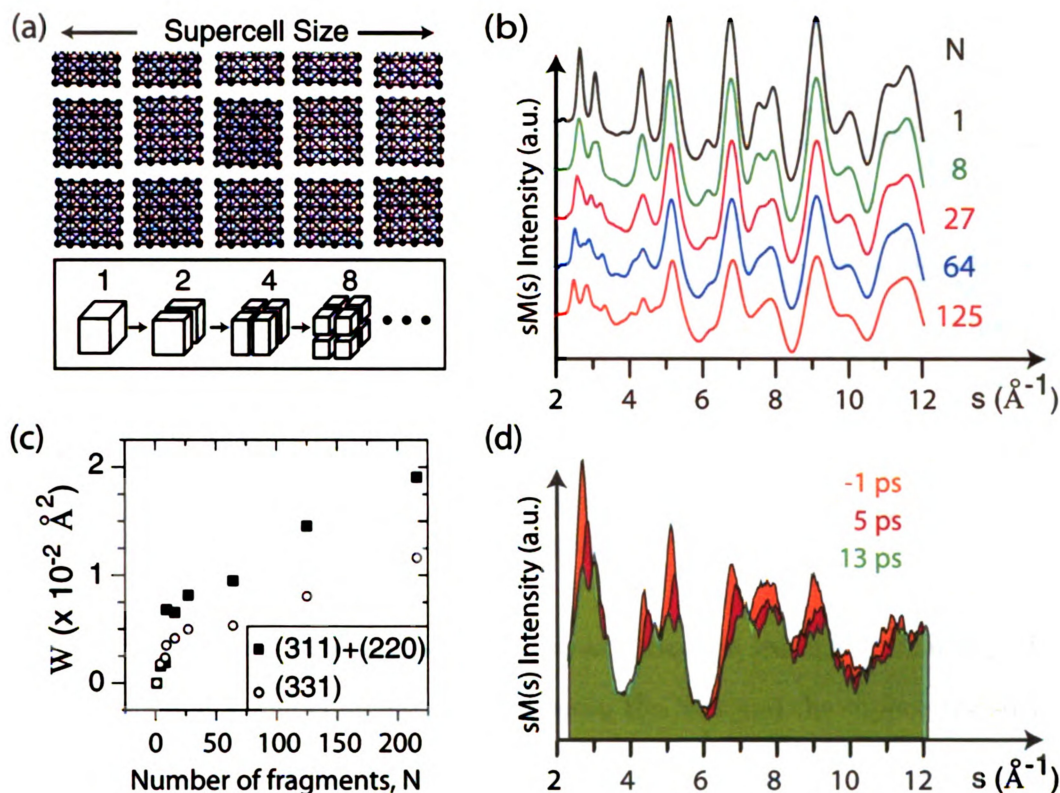 (a)
Supercell Size
1 2 4 8
(b)
N
1
8
27
64
125
sM(s) Intensity (a.u.)
2 4 6 8 10 12 s (Å⁻¹)
(c)
W (x 10⁻² Å²)
2
1
0
(311)+(220)
(331)
0 50 100 150 200
Number of fragments, N
(d)
-1 ps
5 ps
13 ps
sM(s) Intensity (a.u.)
2 4 6 8 10 12 s (Å⁻¹)